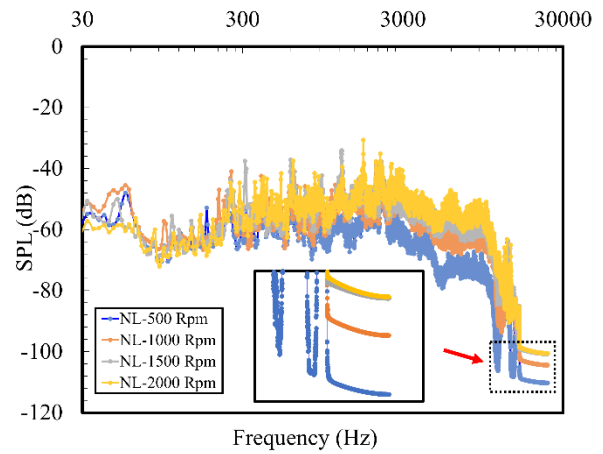 30 300 3000 30000
0
-20
-40
-60
-80
-100
-120
SPL (dB)
NL-500 Rpm
NL-1000 Rpm
NL-1500 Rpm
NL-2000 Rpm
Frequency (Hz)